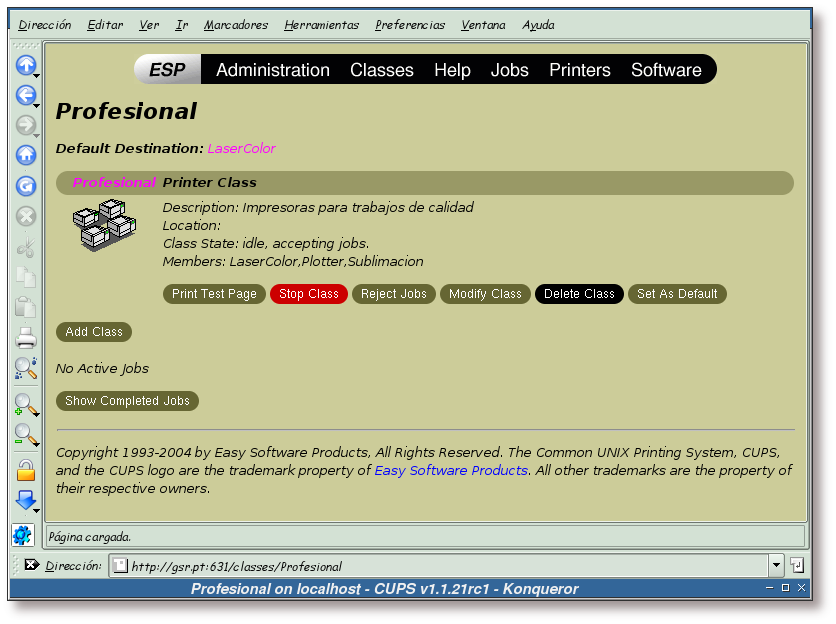 Dirección Editar Ver Ir Marcadores Herramientas Preferencias Ventana Ayuda
ESP Administration Classes Help Jobs Printers Software
Profesional
Default Destination: LaserColor
Profesional Printer Class
Description: Impresoras para trabajos de calidad
Location:
Class State: idle, accepting jobs.
Members: LaserColor,Plotter,Sublimacion
Print Test Page Stop Class Reject Jobs Modify Class Delete Class Set As Default
Add Class
No Active Jobs
Show Completed Jobs
Copyright 1993-2004 by Easy Software Products, All Rights Reserved. The Common UNIX Printing System, CUPS,
and the CUPS logo are the trademark property of Easy Software Products. All other trademarks are the property of
their respective owners.
Página cargada.
Dirección: http://gsr.pt:631/classes/Profesional
Profesional on localhost - CUPS v1.1.21rc1 - Konqueror